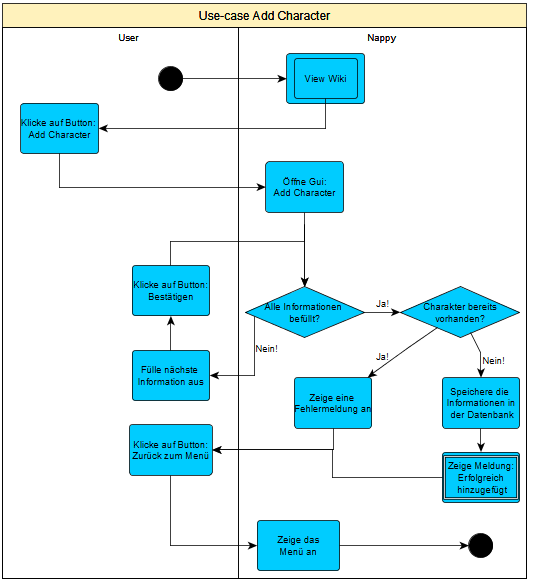 Use-case Add Character
User
Nappy
View Wiki
Klicke auf Button:
Add Character
Öffne Gui:
Add Character
Klicke auf Button:
Bestätigen
Alle Informationen
befüllt?
Ja!
Charakter bereits
vorhanden?
Nein!
Ja!
Nein!
Fülle nächste
Information aus
Zeige eine
Fehlermeldung an
Speichere die
Informationen in
der Datenbank
Klicke auf Button:
Zurück zum Menü
Zeige Meldung:
Erfolgreich
hinzugefügt
Zeige das
Menü an